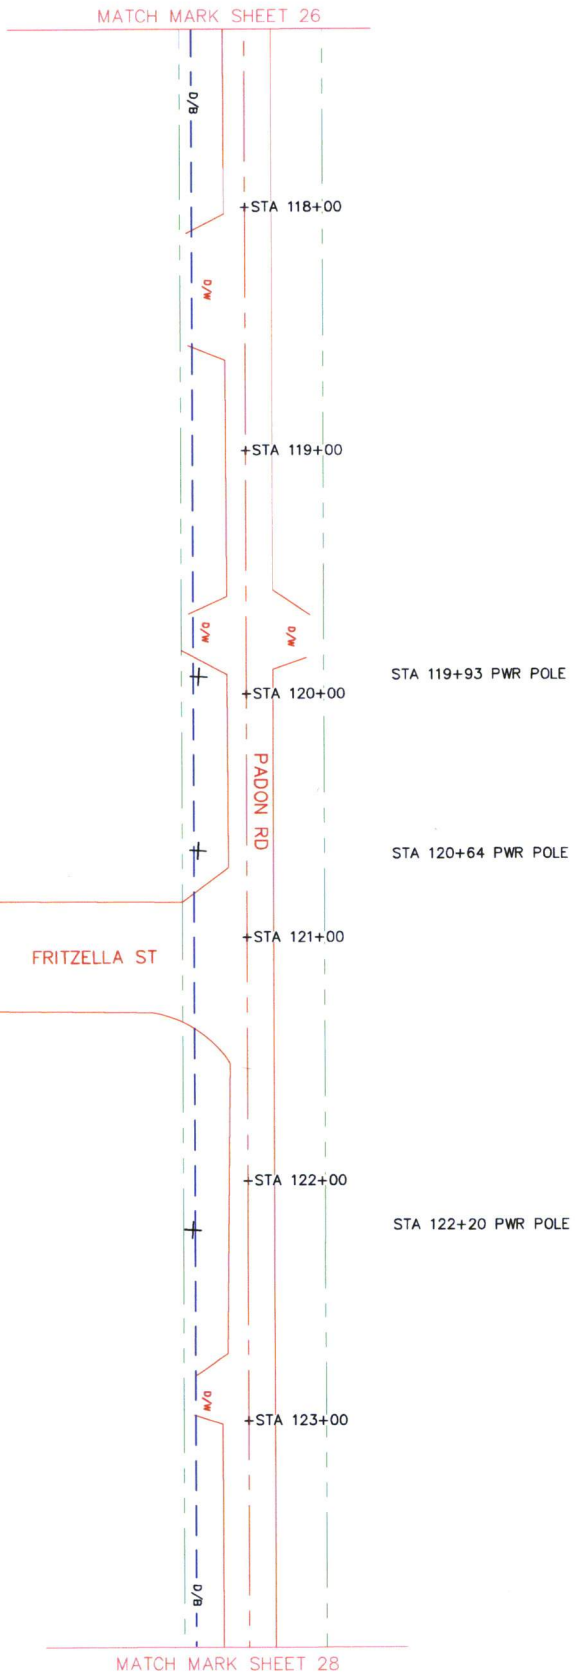 MATCH MARK SHEET 26
D/B
+STA 118+00
D/W
+STA 119+00
D/W
D/W
STA 119+93 PWR POLE
+STA 120+00
PADON RD
STA 120+64 PWR POLE
+STA 121+00
FRITZELLA ST
+STA 122+00
STA 122+20 PWR POLE
D/W
+STA 123+00
D/B
MATCH MARK SHEET 28